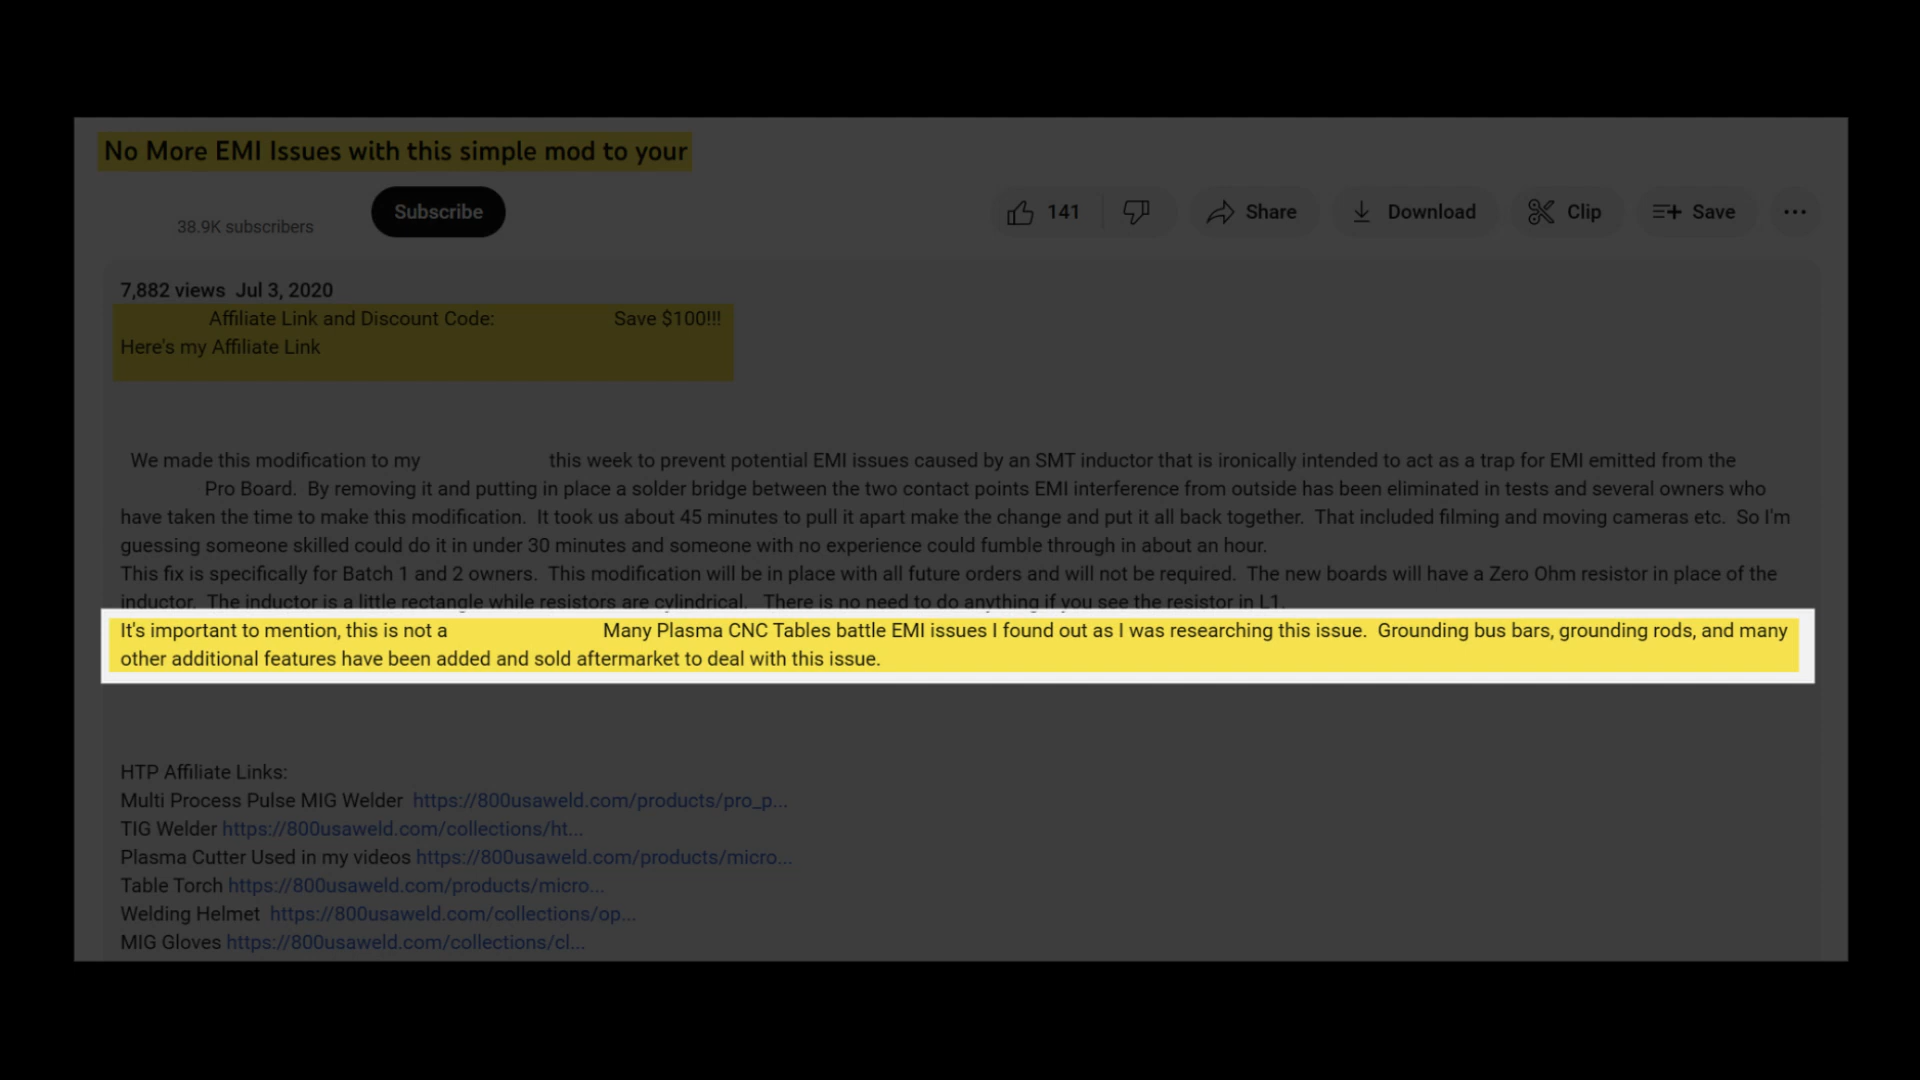 No More EMI Issues with this simple mod to your
38.9K subscribers
Subscribe
141
Share
Download
Clip
Save
7,882 views Jul 3, 2020
Affiliate Link and Discount Code: Save $100!!!
Here's my Affiliate Link
We made this modification to my this week to prevent potential EMI issues caused by an SMT inductor that is ironically intended to act as a trap for EMI emitted from the
Pro Board. By removing it and putting in place a solder bridge between the two contact points EMI interference from outside has been eliminated in tests and several owners who
have taken the time to make this modification. It took us about 45 minutes to pull it apart make the change and put it all back together. That included filming and moving cameras etc. So I'm
guessing someone skilled could do it in under 30 minutes and someone with no experience could fumble through in about an hour.
This fix is specifically for Batch 1 and 2 owners. This modification will be in place with all future orders and will not be required. The new boards will have a Zero Ohm resistor in place of the
inductor. The inductor is a little rectangle while resistors are cylindrical. There is no need to do anything if you see the resistor in L1.
It's important to mention, this is not a Many Plasma CNC Tables battle EMI issues I found out as I was researching this issue. Grounding bus bars, grounding rods, and many
other additional features have been added and sold aftermarket to deal with this issue.
HTP Affiliate Links:
Multi Process Pulse MIG Welder https://800usaweld.com/products/pro_p...
TIG Welder https://800usaweld.com/collections/ht...
Plasma Cutter Used in my videos https://800usaweld.com/products/micro...
Table Torch https://800usaweld.com/products/micro...
Welding Helmet https://800usaweld.com/collections/op...
MIG Gloves https://800usaweld.com/collections/cl...